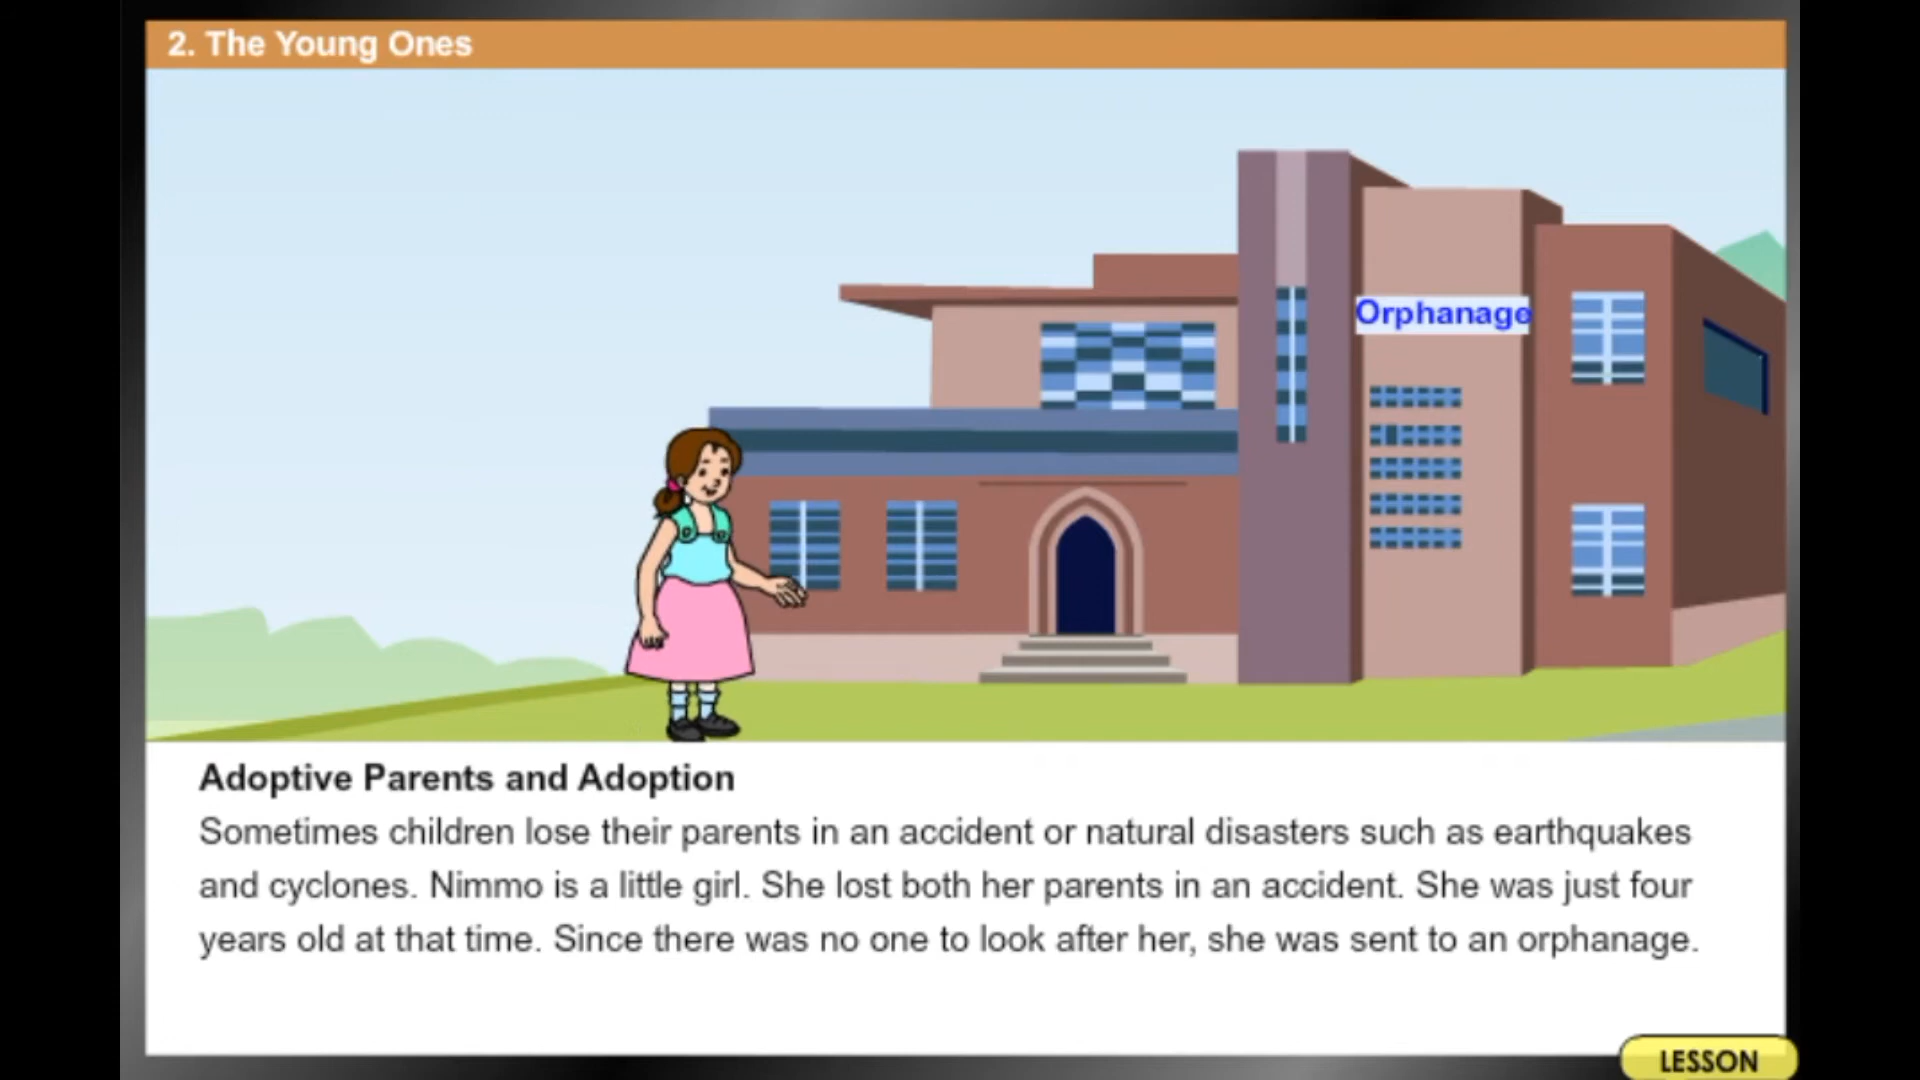 2. The Young Ones
Orphanage
Adoptive Parents and Adoption
Sometimes children lose their parents in an accident or natural disasters such as earthquakes
and cyclones. Nimmo is a little girl. She lost both her parents in an accident. She was just four
years old at that time. Since there was no one to look after her, she was sent to an orphanage.
LESSON